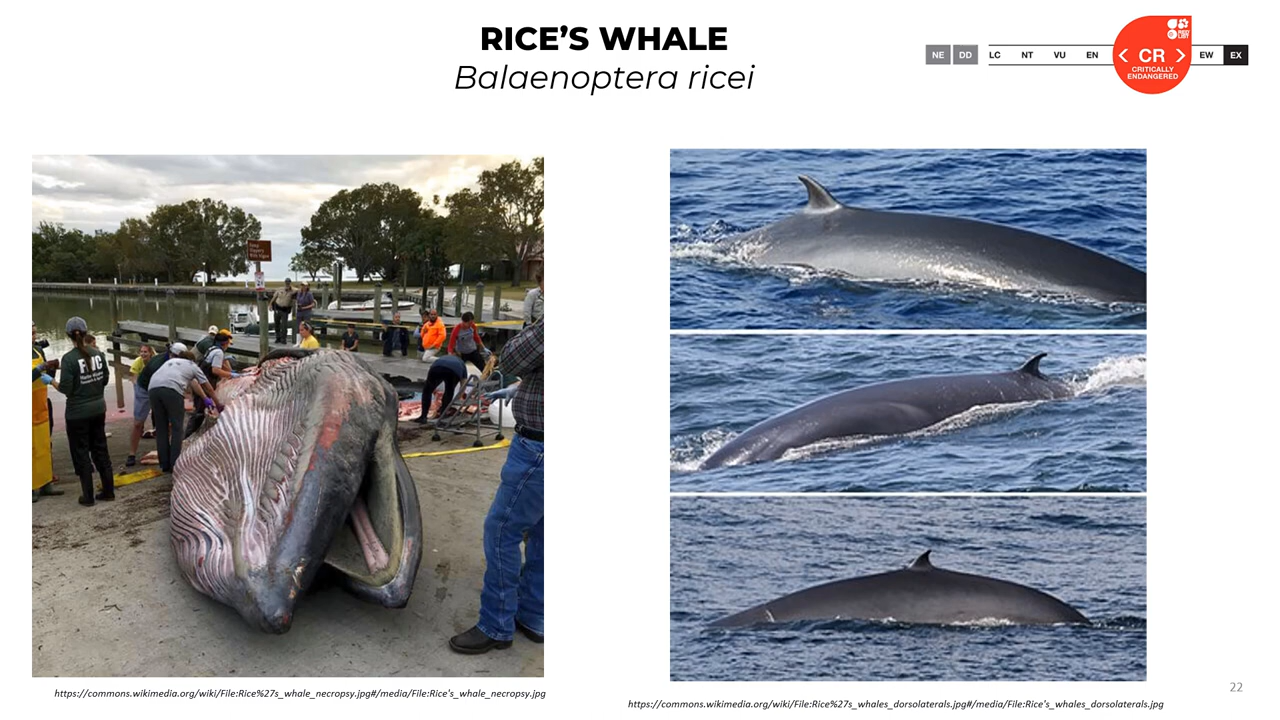 RICE’S WHALE
Balaenoptera ricei
NE DD LC NT VU EN < CR > EW EX
CRITICALLY
ENDANGERED
FWC
https://commons.wikimedia.org/wiki/File:Rice%27s_whale_necropsy.jpg#/media/File:Rice's_whale_necropsy.jpg
https://commons.wikimedia.org/wiki/File:Rice%27s_whales_dorsolaterals.jpg#/media/File:Rice's_whales_dorsolaterals.jpg
22